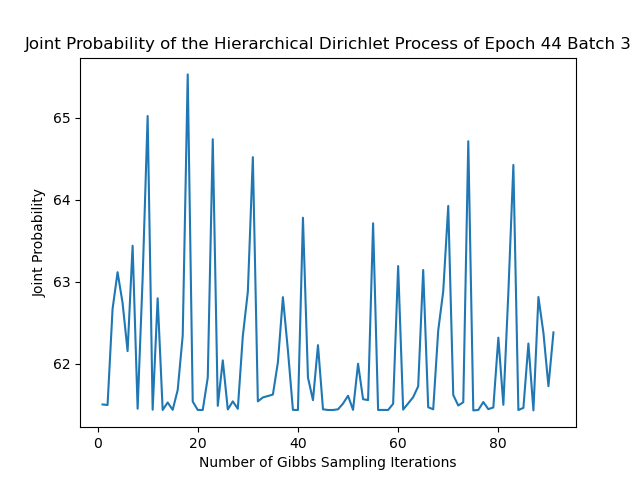 Joint Probability of the Hierarchical Dirichlet Process of Epoch 44 Batch 3
65
64
63
62
Joint Probability
0 20 40 60 80
Number of Gibbs Sampling Iterations